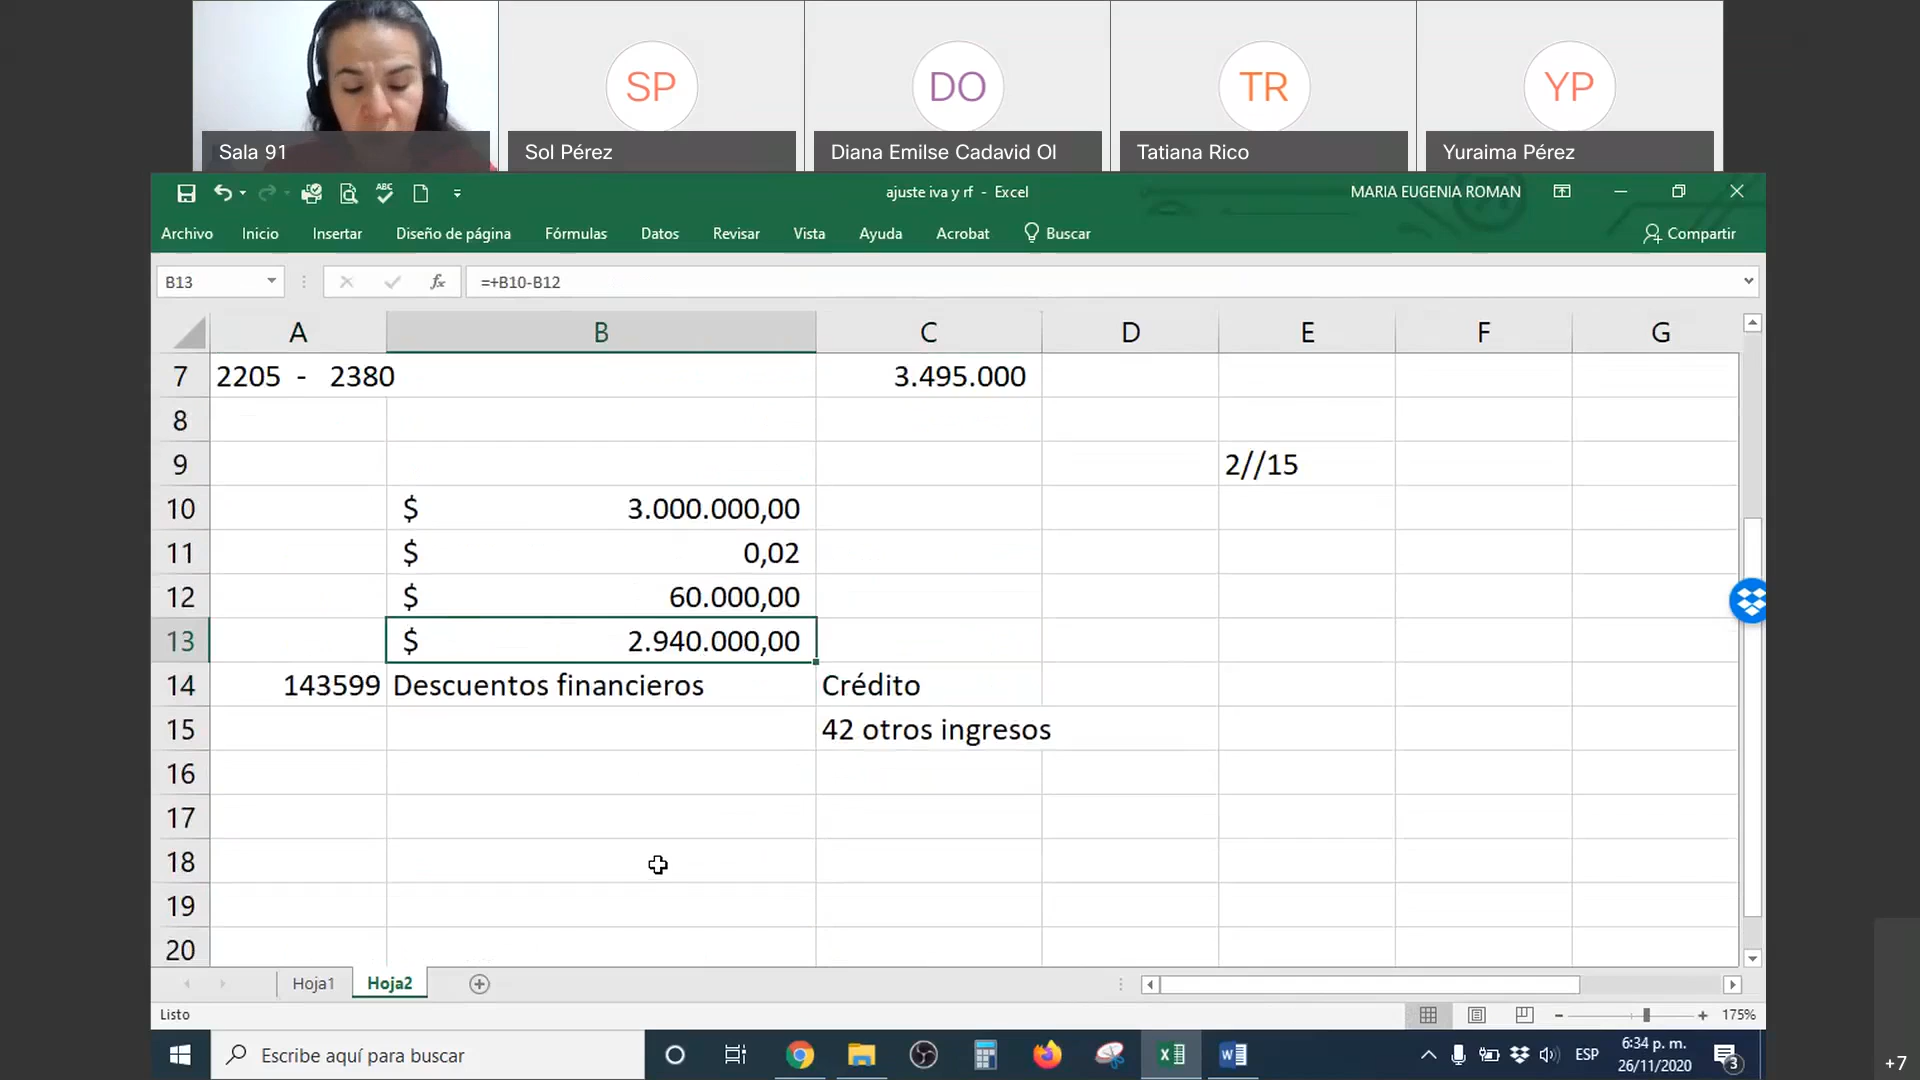 SP
DO
TR
YP
Sala 91
Sol Pérez
Diana Emilse Cadavid Ol
Tatiana Rico
Yuraima Pérez
ABC
ajuste iva y rf - Excel
MARIA EUGENIA ROMAN
Archivo
Inicio
Insertar
Diseño de página
Fórmulas
Datos
Revisar
Vista
Ayuda
Acrobat
Buscar
Compartir
B13
fx
=+B10-B12
A B C D E F G
7 2205 - 2380 3.495.000
8
9 2//15
10 $ 3.000.000,00
11 $ 0,02
12 $ 60.000,00
13 $ 2.940.000,00
14 143599 Descuentos financieros Crédito
15 42 otros ingresos
16
17
18
19
20
Hoja1
Hoja2
Listo
175%
Escribe aquí para buscar
ESP
6:34 p. m.
26/11/2020
3
+7